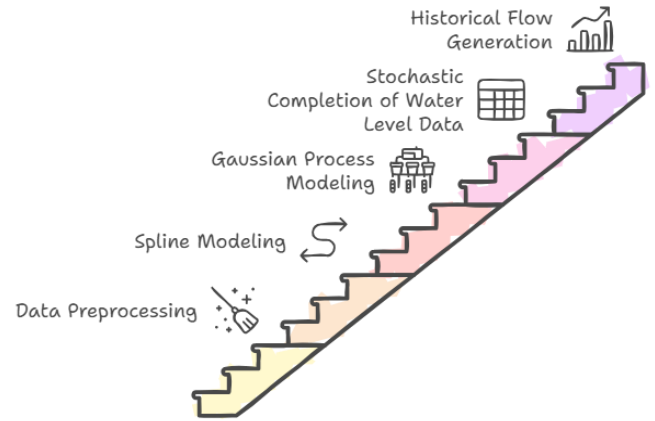 Historical Flow
Generation
Stochastic
Completion of Water
Level Data
Gaussian Process
Modeling
Spline Modeling
Data Preprocessing